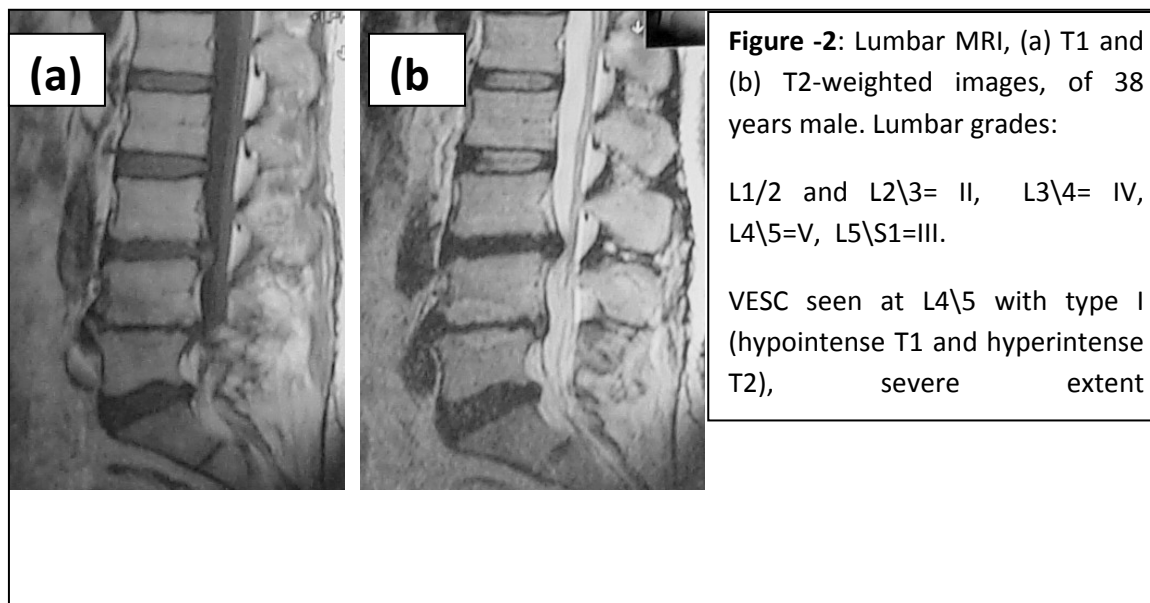 (a)
(b)
Figure -2: Lumbar MRI, (a) T1 and
(b) T2-weighted images, of 38
years male. Lumbar grades:
L1/2 and L2\3= II, L3\4= IV,
L4\5=V, L5\S1=III.
VESC seen at L4\5 with type I
(hypointense T1 and hyperintense
T2), severe extent